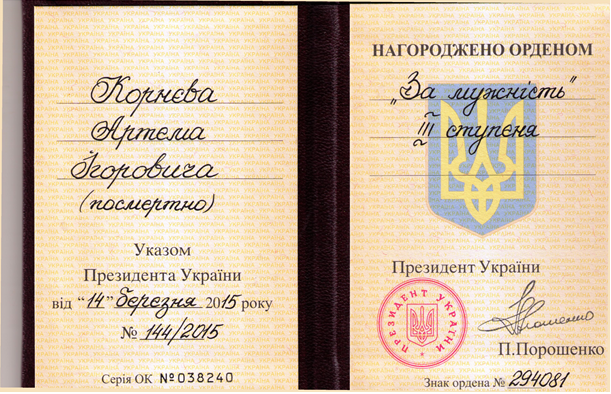 Корнєва
Артема
Ігоровича
(посмертно)
Указом
Президента України
від “14” березня 2015 року
№ 144/2015
Серія ОК №038240
НАГОРОДЖЕНО ОРДЕНОМ
„За мужність”
III ступеня
Президент України
ПРЕЗИДЕНТ УКРАЇНИ
П.Порошенко
Знак ордена № 294081